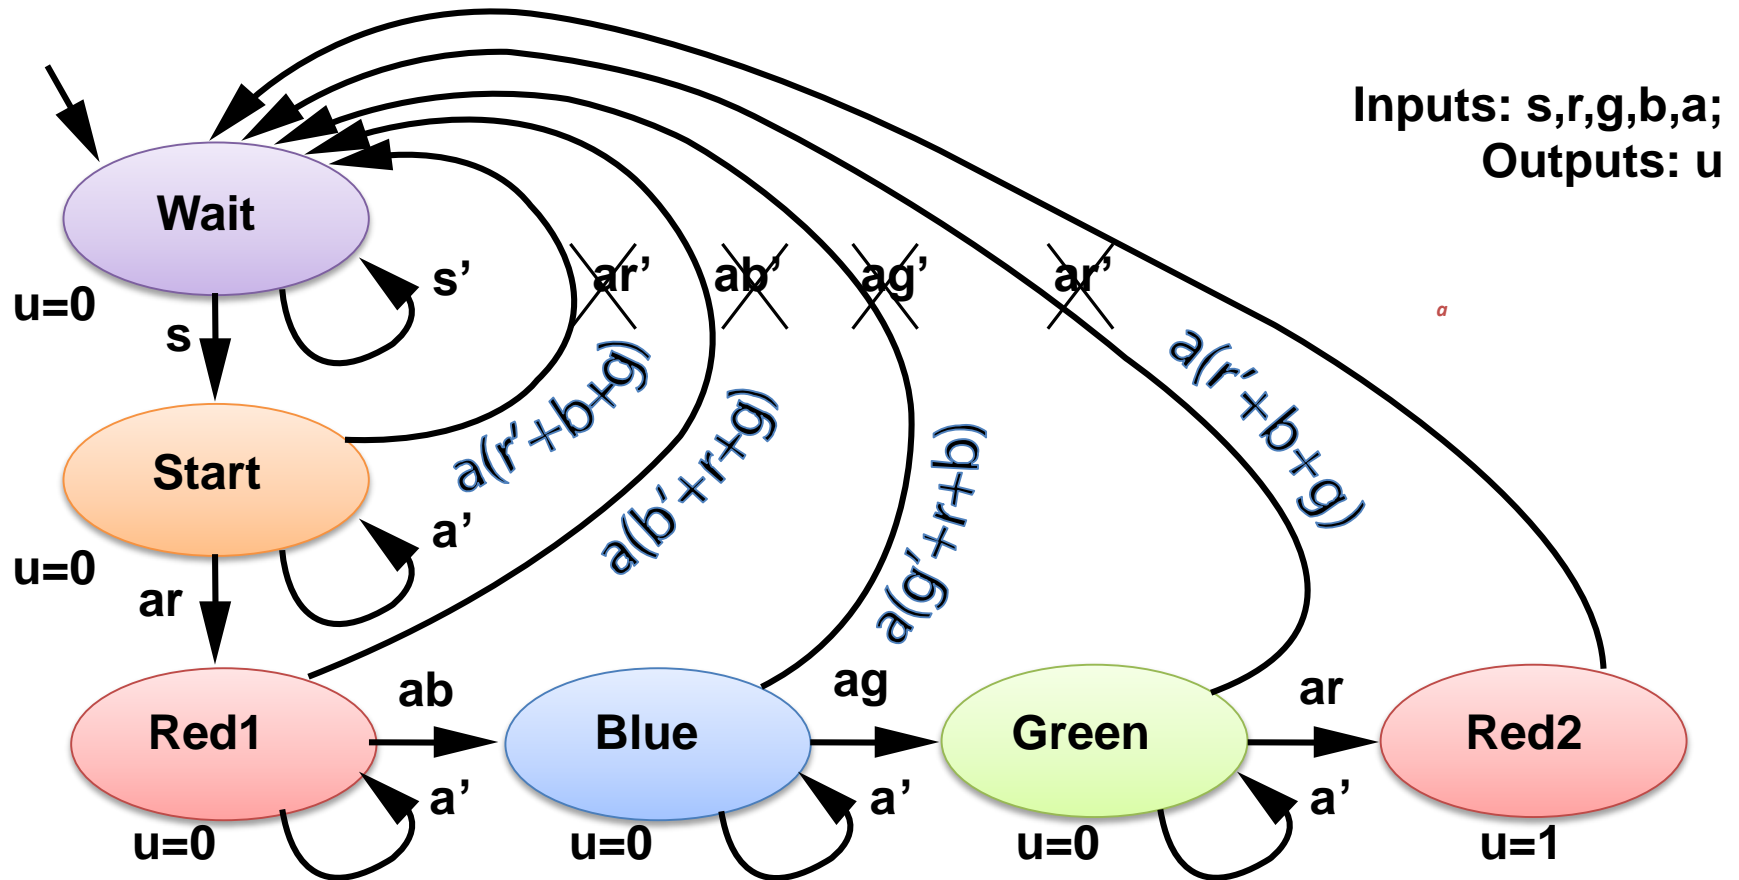 Inputs: s,r,g,b,a;
Outputs: u
Wait
s’
u=0
s
ar’
ab’
ag’
ar’
a
a(r′+b+g)
a(b′+r+g)
a(g′+r+b)
a(r′+b+g)
Start
a’
u=0
ar
Red1
ab
Blue
ag
Green
ar
Red2
a’
a’
a’
u=0
u=0
u=0
u=1